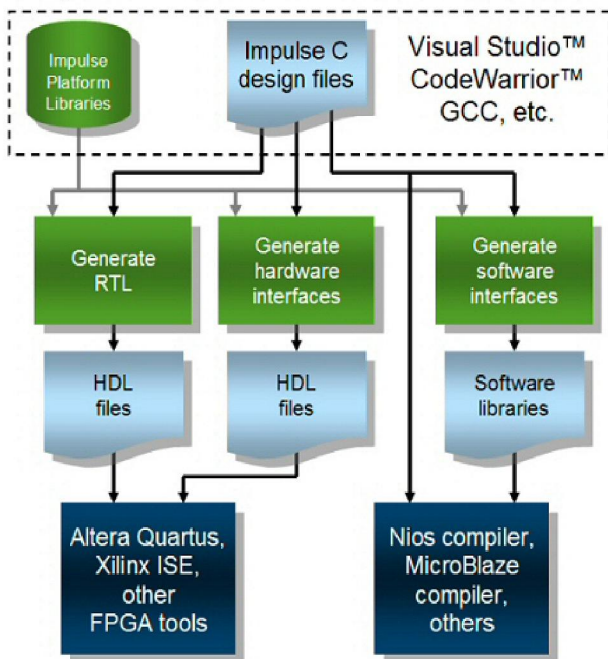 Impulse
Platform
Libraries
Impulse C
design files
Visual Studio™
CodeWarrior™
GCC, etc.
Generate
RTL
Generate
hardware
interfaces
Generate
software
interfaces
HDL
files
HDL
files
Software
libraries
Altera Quartus,
Xilinx ISE,
other
FPGA tools
Nios compiler,
MicroBlaze
compiler,
others